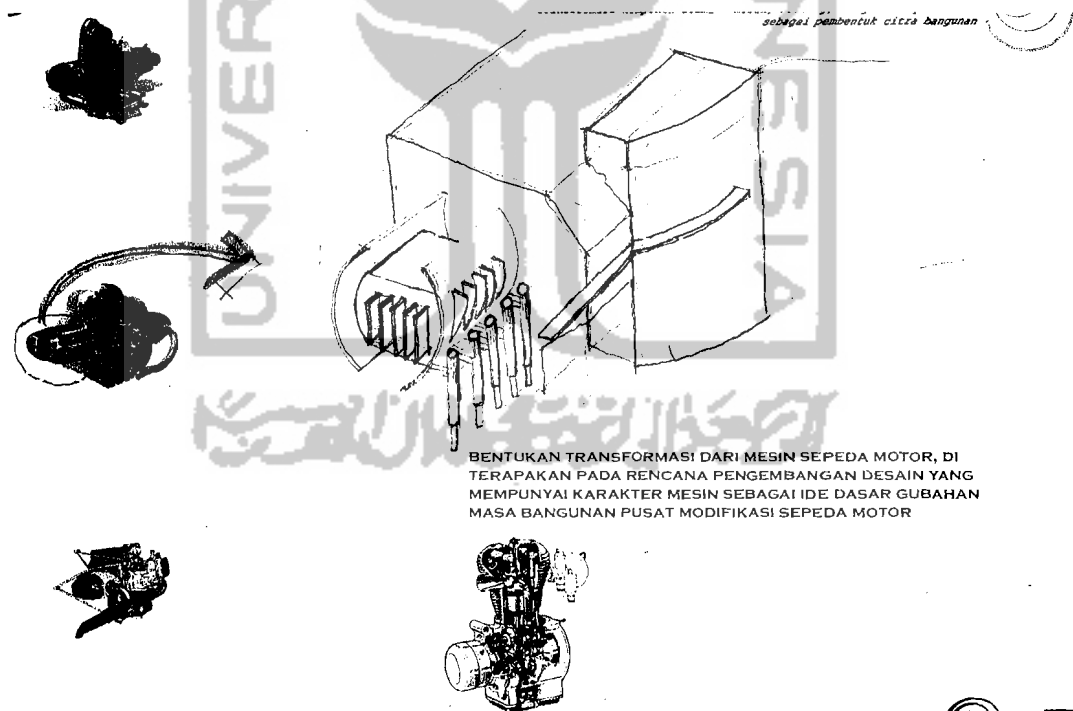 sebagai pembentuk citra bangunan
BENTUKAN TRANSFORMASI DARI MESIN SEPEDA MOTOR, DI
TERAPAKAN PADA RENCANA PENGEMBANGAN DESAIN YANG
MEMPUNYAI KARAKTER MESIN SEBAGAI IDE DASAR GUBAHAN
MASA BANGUNAN PUSAT MODIFIKASI SEPEDA MOTOR